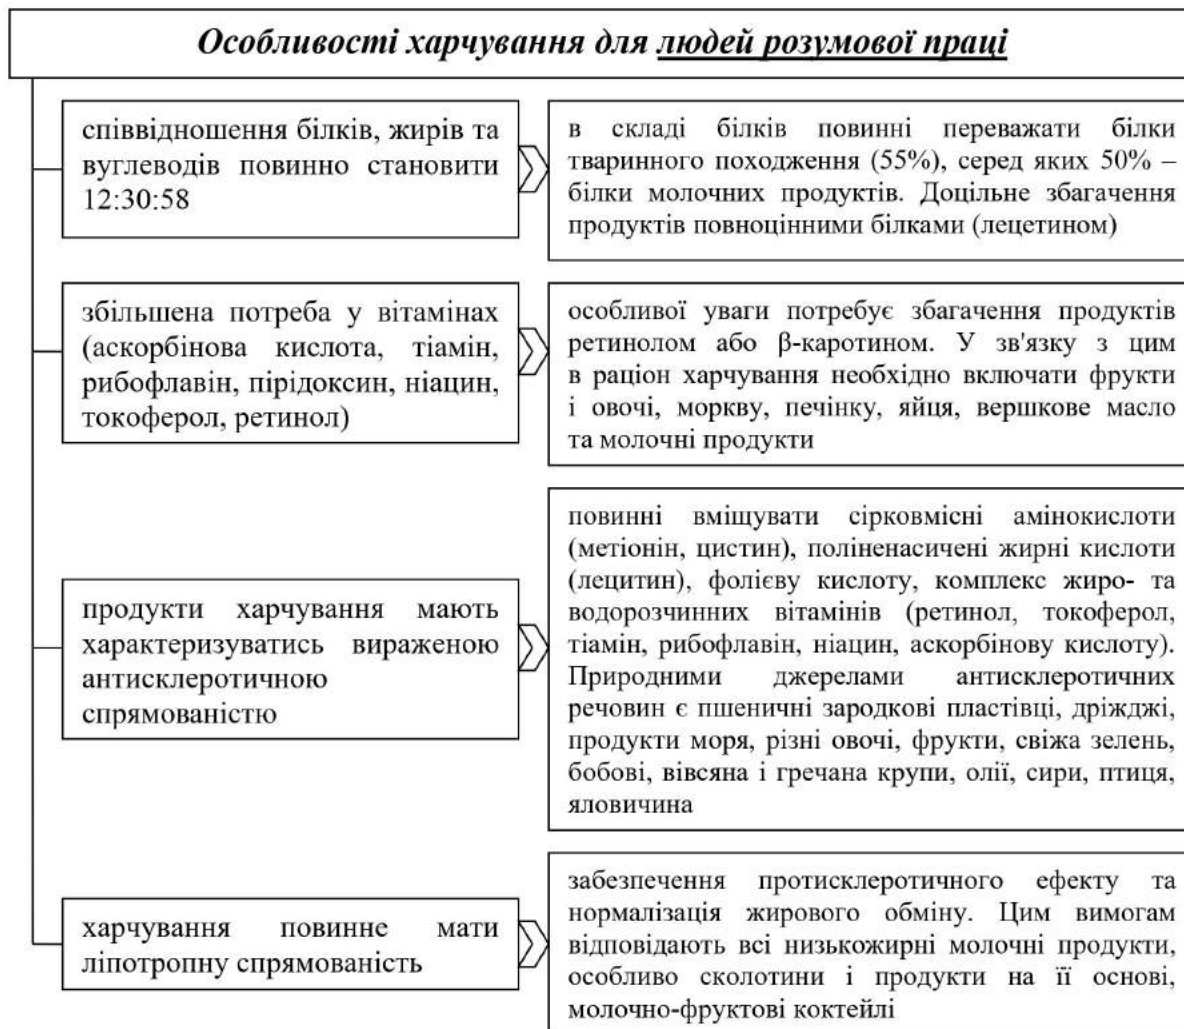 Особливості харчування для людей розумової праці
співвідношення білків, жирів та
вуглеводів повинно становити
12:30:58
в складі білків повинні переважати білки
тваринного походження (55%), серед яких 50% –
білки молочних продуктів. Доцільне збагачення
продуктів повноцінними білками (лецетином)
збільшена потреба у вітамінах
(аскорбінова кислота, тіамін,
рибофлавін, пірідоксин, ніацин,
токоферол, ретинол)
особливої уваги потребує збагачення продуктів
ретинолом або β-каротином. У зв'язку з цим
в раціон харчування необхідно включати фрукти
і овочі, моркву, печінку, яйця, вершкове масло
та молочні продукти
продукти харчування мають
характеризуватись вираженою
антисклеротичною
спрямованістю
повинні вміщувати сірковмісні амінокислоти
(метіонін, цистин), поліненасичені жирні кислоти
(лецитин), фолієву кислоту, комплекс жиро- та
водорозчинних вітамінів (ретинол, токоферол,
тіамін, рибофлавін, ніацин, аскорбінову кислоту).
Природними джерелами антисклеротичних
речовин є пшеничні зародкові пластівці, дріжджі,
продукти моря, різні овочі, фрукти, свіжа зелень,
бобові, вівсяна і гречана крупи, олії, сири, птиця,
яловичина
харчування повинне мати
ліпотропну спрямованість
забезпечення протисклеротичного ефекту та
нормалізація жирового обміну. Цим вимогам
відповідають всі низькожирні молочні продукти,
особливо сколотини і продукти на її основі,
молочно-фруктові коктейлі